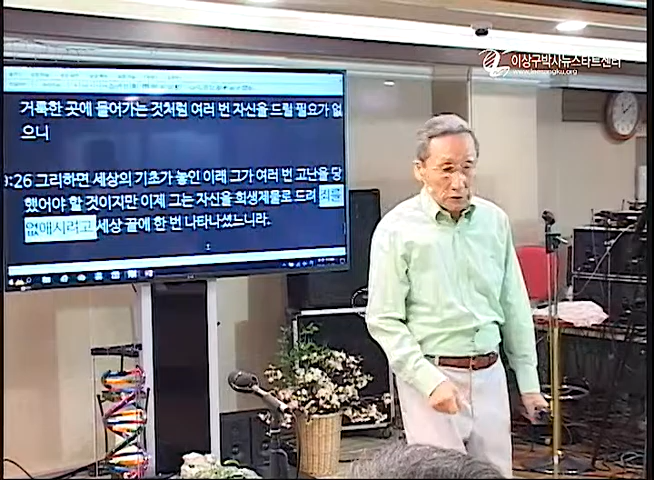 이상구박사뉴스타트센터
www.leesangku.org
거룩한 곳에 들어가는 것처럼 여러 번 자신을 드릴 필요가 없
으니
9:26 그리하면 세상의 기초가 놓인 이래 그가 여러 번 고난을 당
했어야 할 것이지만 이제 그는 자신을 희생제물로 드려 죄를
없애시려고 세상 끝에 한 번 나타나셨느니라.